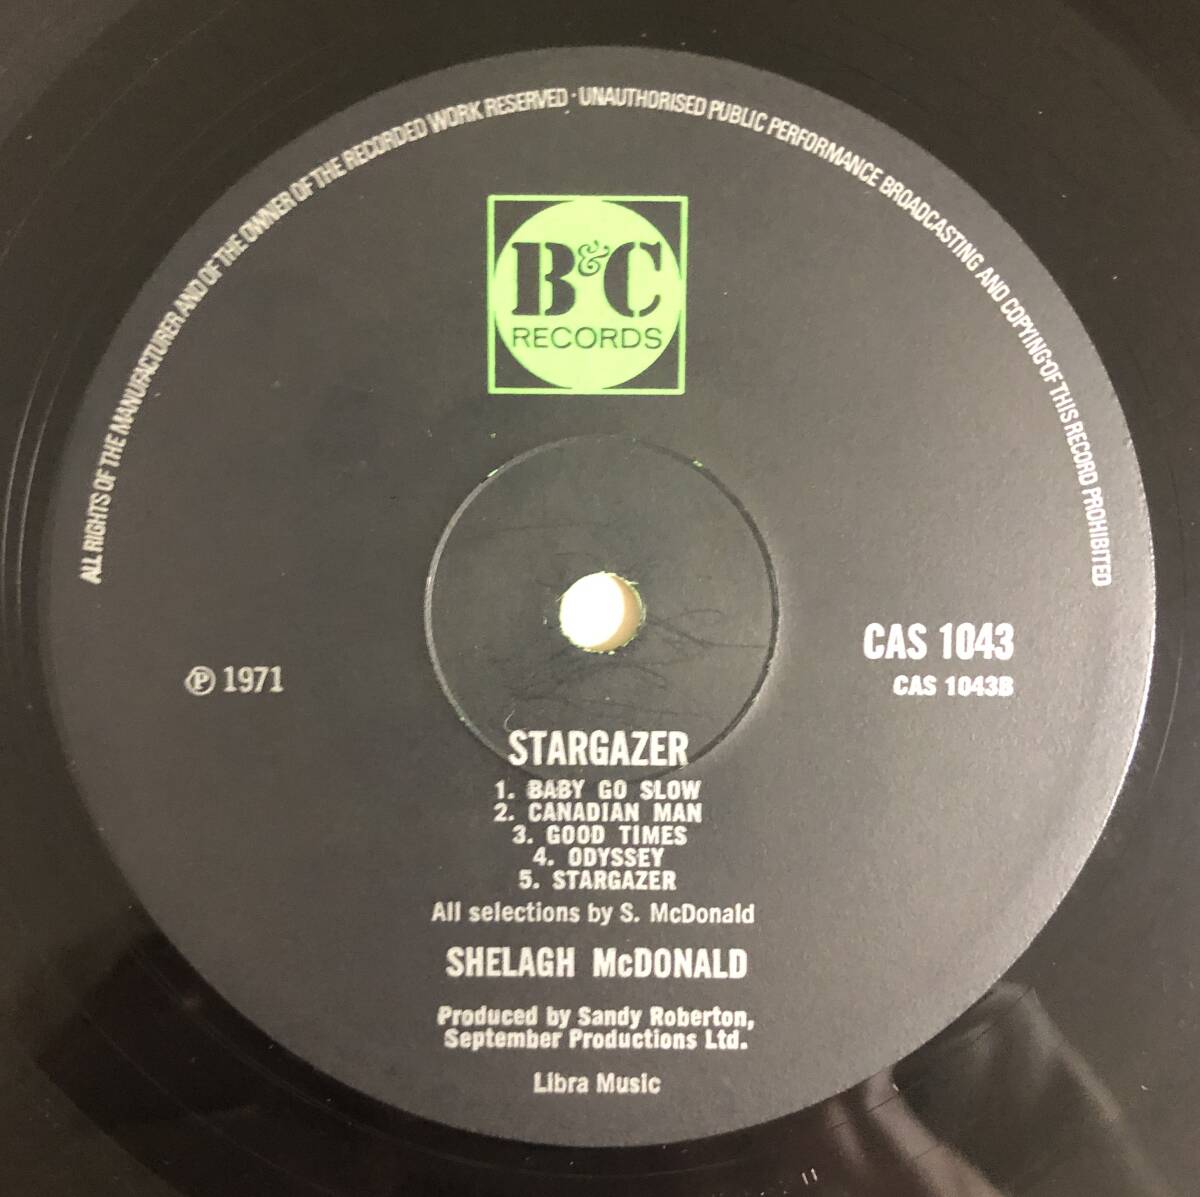 ALL RIGHTS OF THE MANUFACTURER AND OF THE OWNER OF THE RECORDED WORK RESERVED · UNAUTHORISED PUBLIC PERFORMANCE BROADCASTING AND COPYING OF THIS RECORD PROHIBITED
B&C
RECORDS
CAS 1043
CAS 1043B
℗ 1971
STARGAZER
1. BABY GO SLOW
2. CANADIAN MAN
3. GOOD TIMES
4. ODYSSEY
5. STARGAZER
All selections by S. McDonald
SHELAGH McDONALD
Produced by Sandy Roberton,
September Productions Ltd.
Libra Music